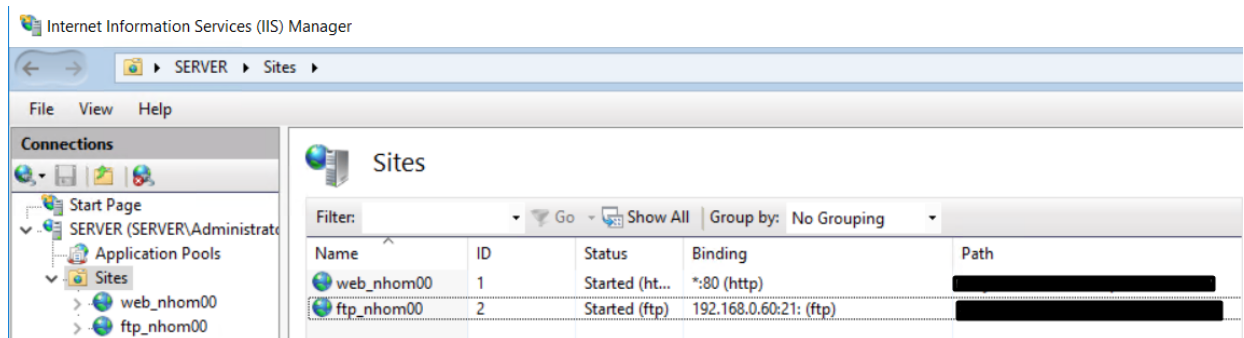 Internet Information Services (IIS) Manager
SERVER Sites
File View Help
Connections
Sites
Start Page
SERVER (SERVER\Administrato
Application Pools
Sites
web_nhom00
ftp_nhom00
Filter: Go Show All Group by: No Grouping
Name ID Status Binding Path
web_nhom00 1 Started (ht... *:80 (http)
ftp_nhom00 2 Started (ftp) 192.168.0.60:21: (ftp)